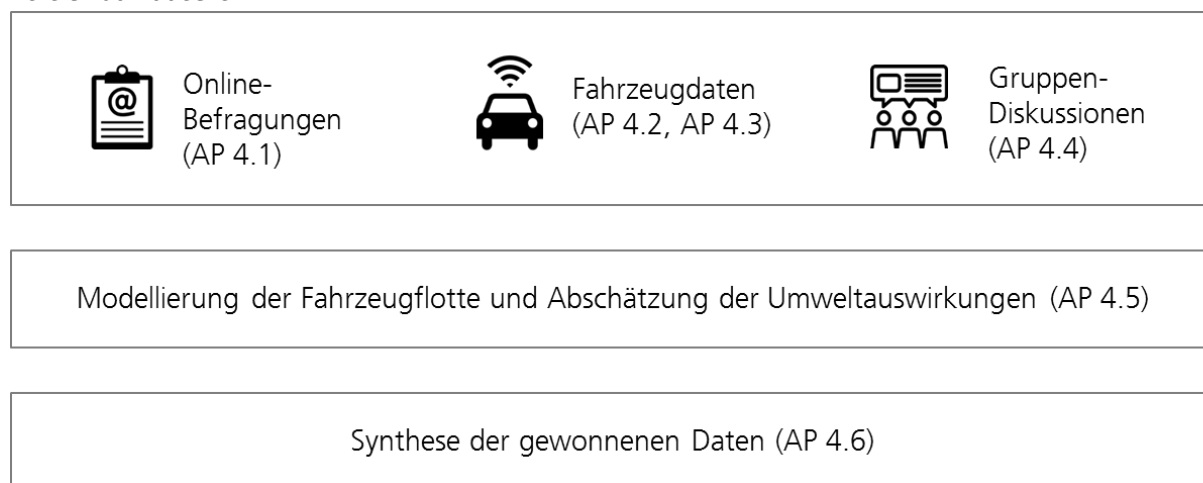 Online-
Befragungen
(AP 4.1)
Fahrzeugdaten
(AP 4.2, AP 4.3)
Gruppen-
Diskussionen
(AP 4.4)
Modellierung der Fahrzeugflotte und Abschätzung der Umweltauswirkungen (AP 4.5)
Synthese der gewonnenen Daten (AP 4.6)